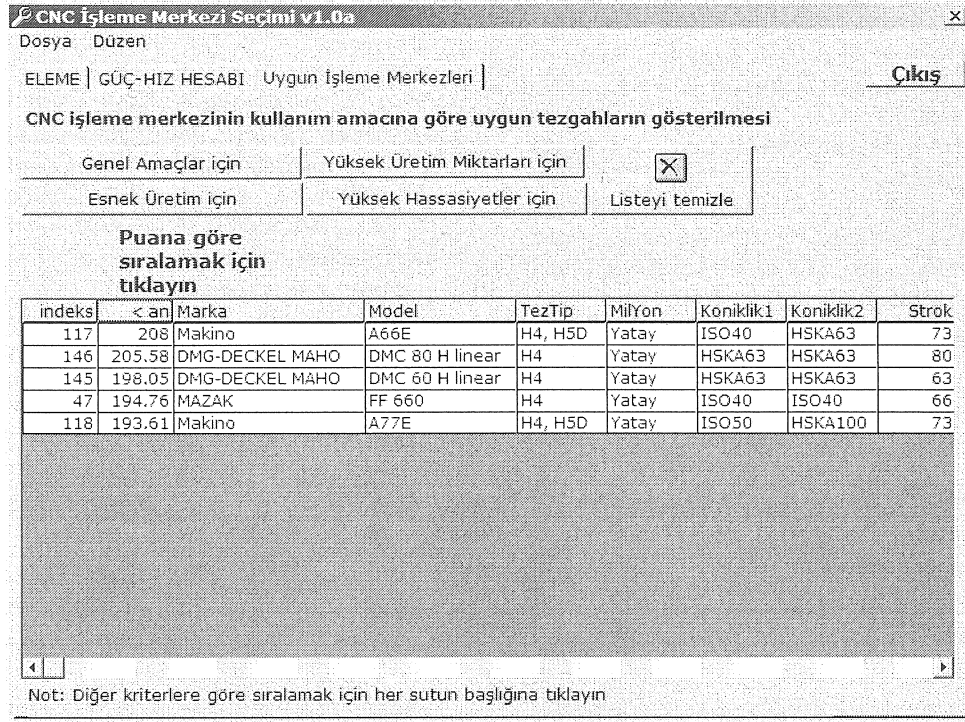 CNC İşleme Merkezi Seçimi v1.0a
Dosya Düzen
ELEME GÜÇ-HIZ HESABI Uygun İşleme Merkezleri Çıkış
CNC işleme merkezinin kullanım amacına göre uygun tezgahların gösterilmesi
Genel Amaçlar için Yüksek Üretim Miktarları için
Esnek Üretim için Yüksek Hassasiyetler için Listeyi temizle
Puana göre
sıralamak için
tıklayın
indeks < an Marka Model TezTip MilYon Koniklik1 Koniklik2 Strok
117 208 Makino A66E H4, H5D Yatay ISO40 HSKA63 73
146 205.58 DMG-DECKEL MAHO DMC 80 H linear H4 Yatay HSKA63 HSKA63 80
145 198.05 DMG-DECKEL MAHO DMC 60 H linear H4 Yatay HSKA63 HSKA63 63
47 194.76 MAZAK FF 660 H4 Yatay ISO40 ISO40 66
118 193.61 Makino A77E H4, H5D Yatay ISO50 HSKA100 73
Not: Diğer kriterlere göre sıralamak için her sutun başlığına tıklayın